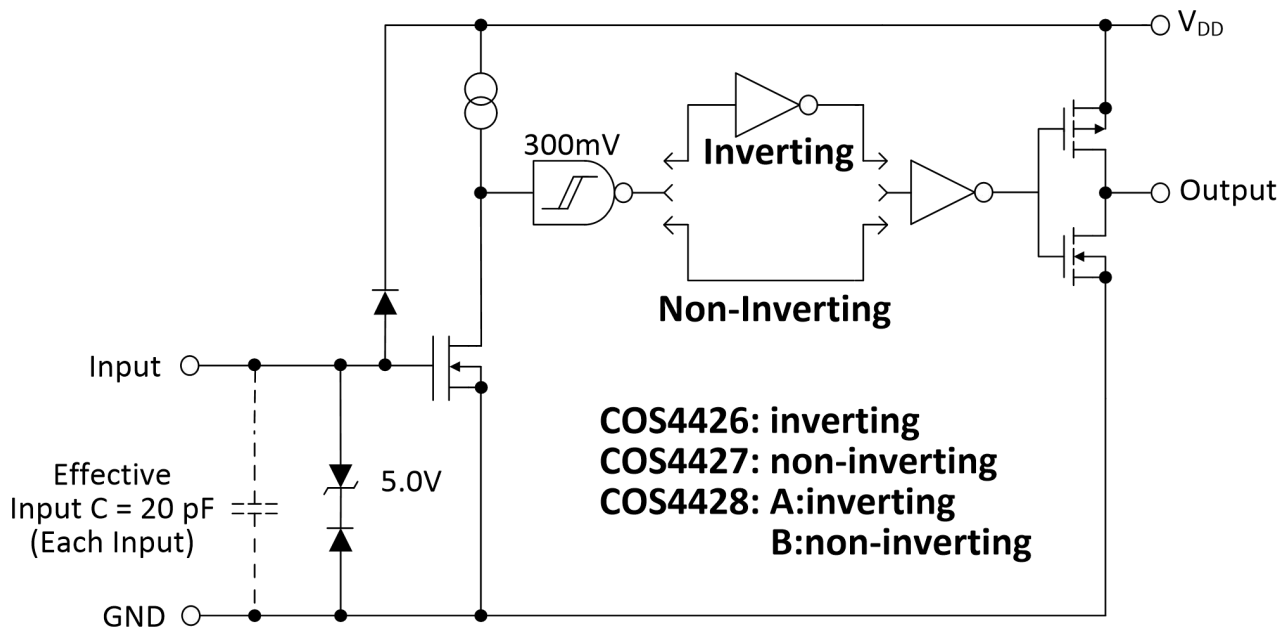 V_DD
300mV
Inverting
Output
Non-Inverting
Input
COS4426: inverting
COS4427: non-inverting
COS4428: A:inverting
B:non-inverting
5.0V
Effective
Input C = 20 pF
(Each Input)
GND